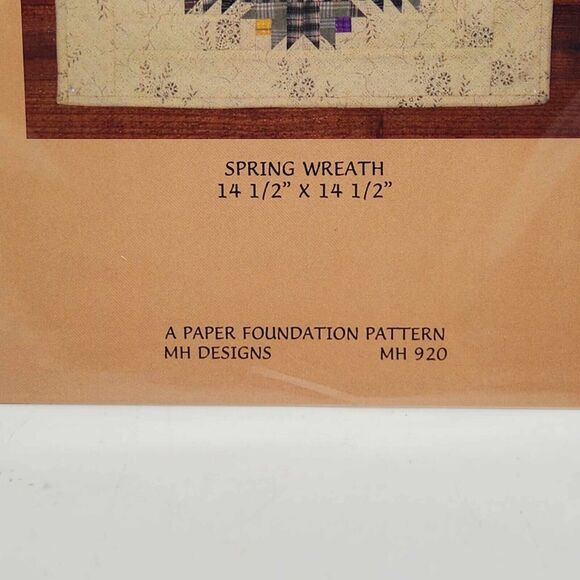 SPRING WREATH
14 1/2” X 14 1/2”
A PAPER FOUNDATION PATTERN
MH DESIGNS MH 920